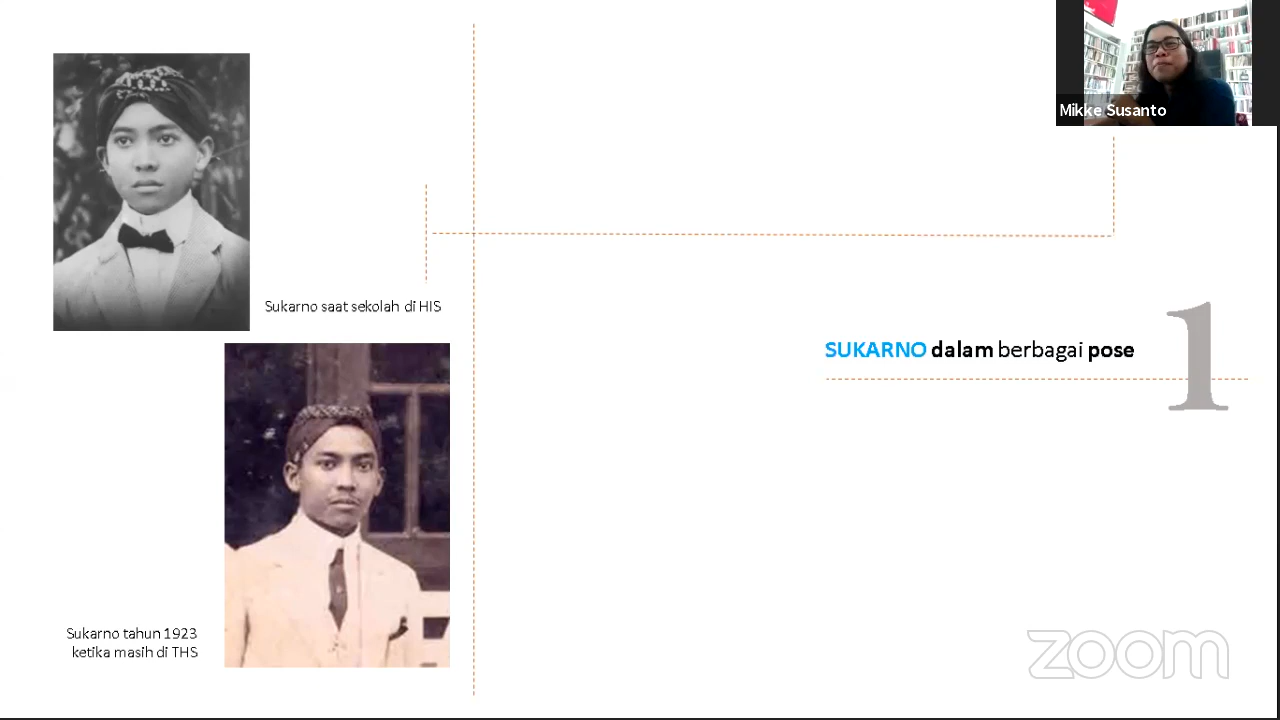 Mikke Susanto
Sukarno saat sekolah di HIS
SUKARNO dalam berbagai pose
1
Sukarno tahun 1923
ketika masih di THS
zoom